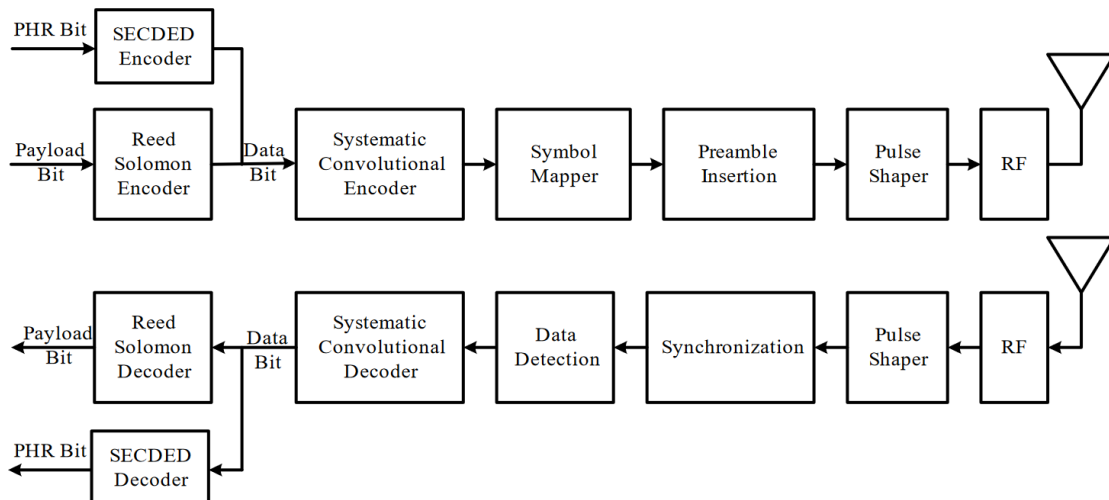 PHR Bit
SECDED
Encoder
Payload
Bit
Reed
Solomon
Encoder
Data
Bit
Systematic
Convolutional
Encoder
Symbol
Mapper
Preamble
Insertion
Pulse
Shaper
RF
Payload
Bit
Reed
Solomon
Decoder
Data
Bit
Systematic
Convolutional
Decoder
Data
Detection
Synchronization
Pulse
Shaper
RF
PHR Bit
SECDED
Decoder